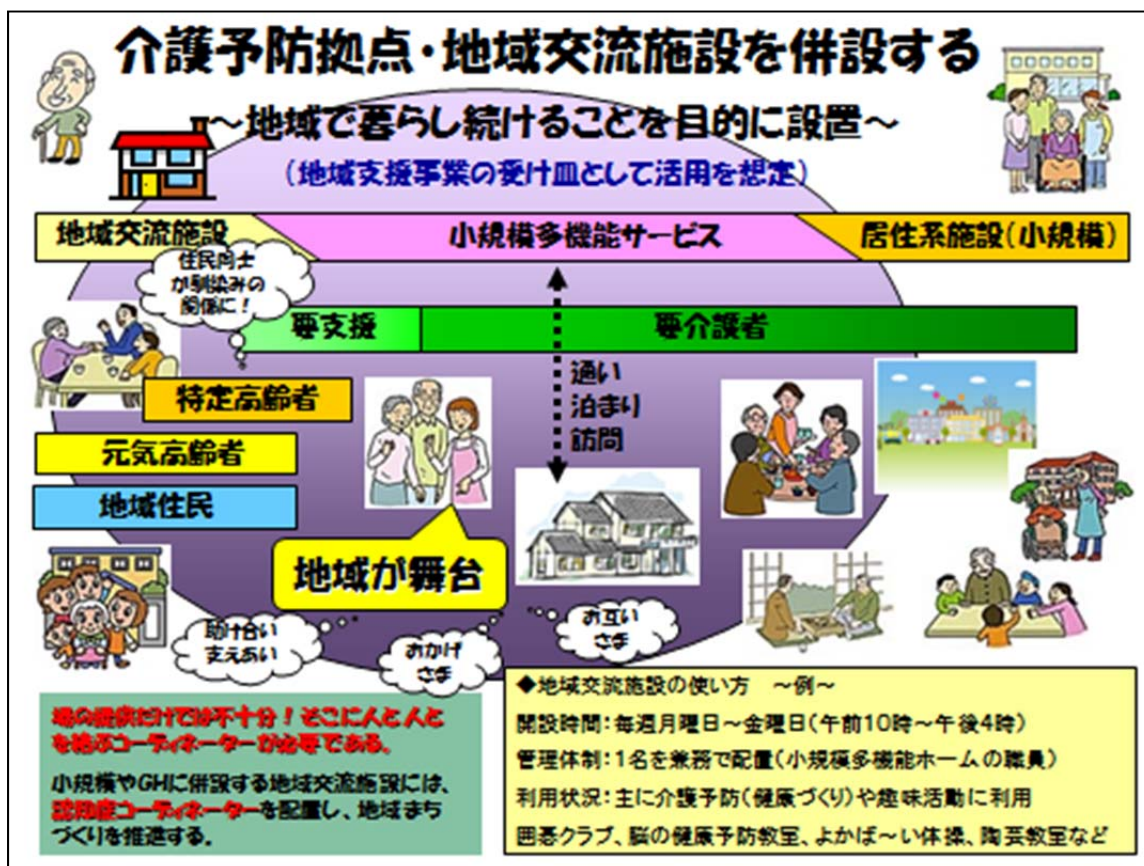 介護予防拠点・地域交流施設を併設する
～地域で暮らし続けることを目的に設置～
(地域支援事業の受け皿として活用を想定)
地域交流施設
小規模多機能サービス
居住系施設(小規模)
住民同士
が馴染みの
関係に！
要支援
要介護者
通い
泊まり
訪問
特定高齢者
元気高齢者
地域住民
地域が舞台
助け合い
支えあい
おかげ
さま
お互い
さま
場の提供だけでは不十分！そこに人と人と
を結ぶコーディネーターが必要である。
小規模やGHに併設する地域交流施設には、
認知症コーディネーターを配置し、地域まち
づくりを推進する。
◆地域交流施設の使い方　～例～
開設時間：毎週月曜日～金曜日(午前10時～午後4時)
管理体制：1名を兼務で配置(小規模多機能ホームの職員)
利用状況：主に介護予防(健康づくり)や趣味活動に利用
囲碁クラブ、脳の健康予防教室、よかば～い体操、陶芸教室など